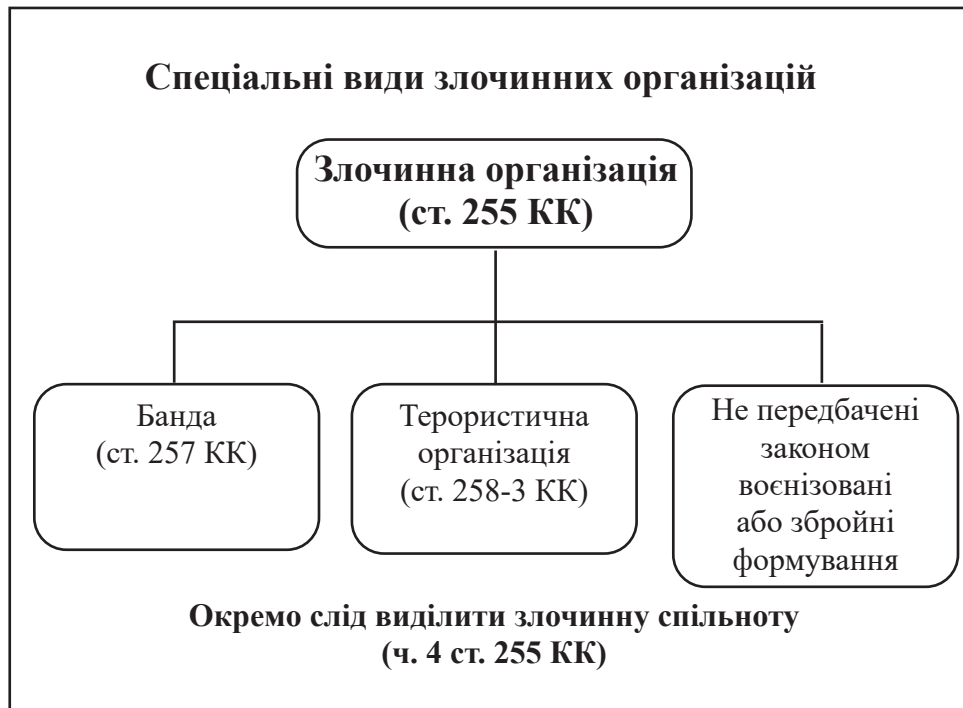 Спеціальні види злочинних організацій
Злочинна організація
(ст. 255 КК)
Банда
(ст. 257 КК)
Терористична
організація
(ст. 258-3 КК)
Не передбачені
законом
воєнізовані
або збройні
формування
Окремо слід виділити злочинну спільноту
(ч. 4 ст. 255 КК)